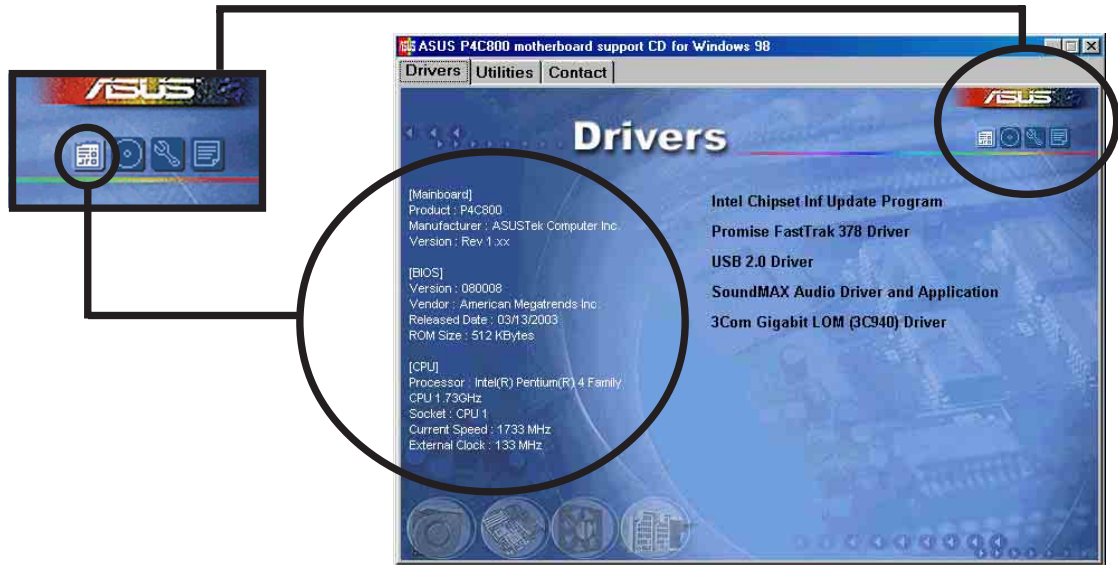 ASUS
ASUS P4C800 motherboard support CD for Windows 98
Drivers Utilities Contact
ASUS
Drivers
[Mainboard]
Product : P4C800
Manufacturer : ASUSTek Computer Inc.
Version : Rev 1.xx
[BIOS]
Version : 080008
Vendor : American Megatrends Inc.
Released Date : 03/13/2003
ROM Size : 512 KBytes
[CPU]
Processor : Intel(R) Pentium(R) 4 Family
CPU 1.73GHz
Socket : CPU 1
Current Speed : 1733 MHz
External Clock : 133 MHz
Intel Chipset Inf Update Program
Promise FastTrak 378 Driver
USB 2.0 Driver
SoundMAX Audio Driver and Application
3Com Gigabit LOM (3C940) Driver